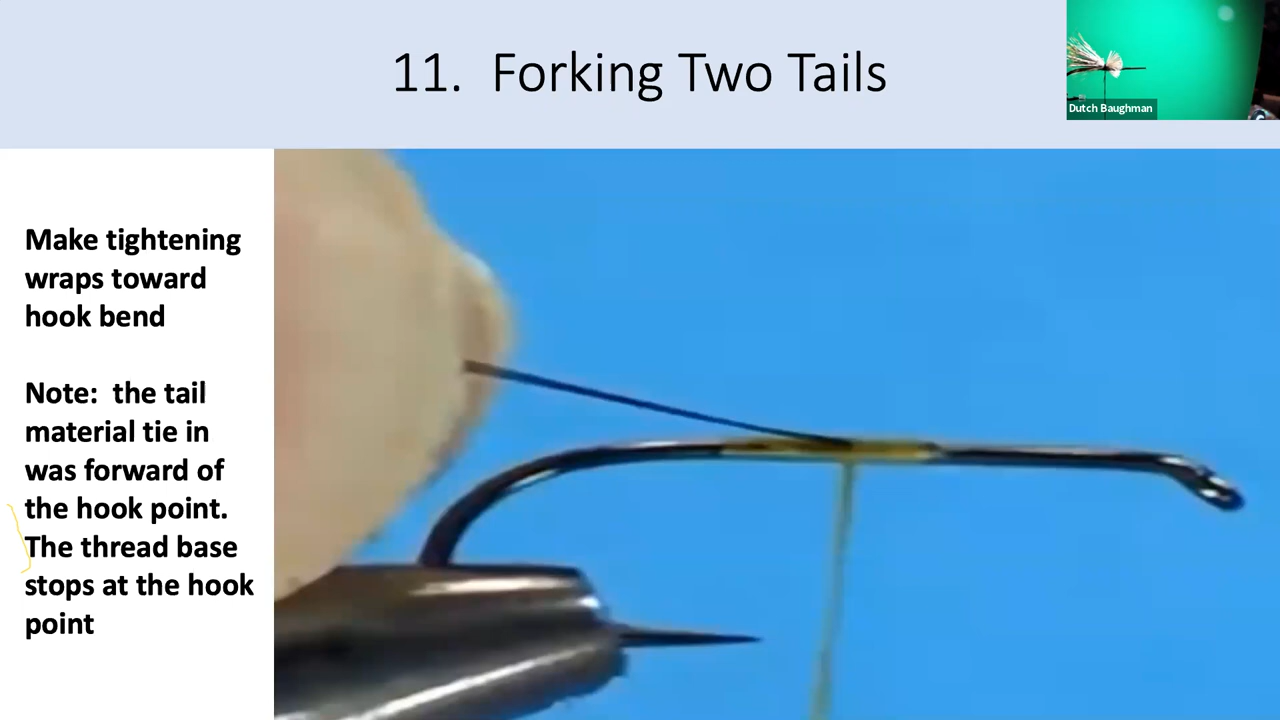 11. Forking Two Tails
Dutch Baughman
Make tightening
wraps toward
hook bend
Note: the tail
material tie in
was forward of
the hook point.
The thread base
stops at the hook
point